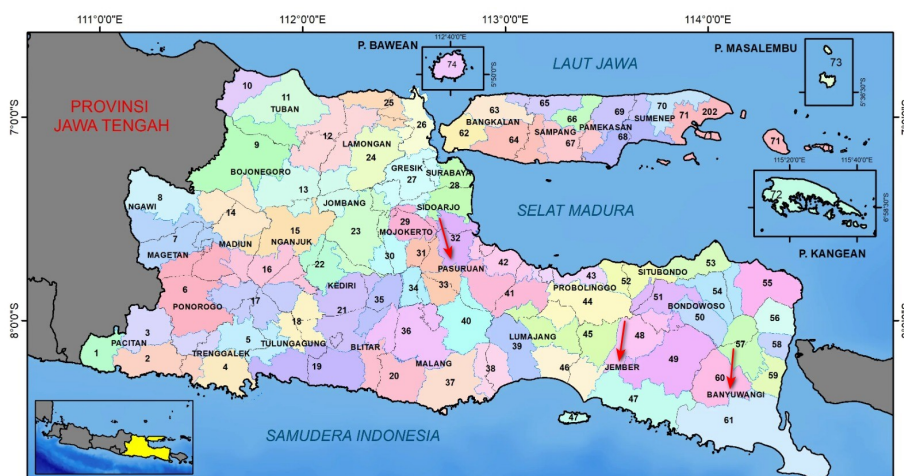 111°0'0"E 112°0'0"E 113°0'0"E 114°0'0"E
112°40'0"E
P. BAWEAN
74
5°50'0"S
LAUT JAWA
P. MASALEMBU
73
5°36'30"S
PROVINSI
JAWA TENGAH
7°0'0"S
8°0'0"S
10
11
TUBAN
25
12
26
9
LAMONGAN
24
BOJONEGORO
GRESIK
27
SURABAYA
28
63
65
BANGKALAN
66
69
70
SUMENEP
71
202
62
64
SAMPANG
67
PAMEKASAN
68
71
115°20'0"E 115°40'0"E
72
6°58'30"S
P. KANGEAN
SELAT MADURA
8
NGAWI
13
JOMBANG
SIDOARJO
14
29
7
15
23
MOJOKERTO
32
MAGETAN
MADIUN
NGANJUK
30
31
PASURUAN
42
16
22
6
KEDIRI
34
33
41
43
PROBOLINGGO
52
SITUBONDO
53
PONOROGO
17
21
35
44
51
BONDOWOSO
54
55
18
40
50
56
3
5
36
LUMAJANG
39
45
48
57
58
PACITAN
TULUNGAGUNG
BLITAR
1
2
TRENGGALEK
4
19
MALANG
20
37
38
46
JEMBER
49
60
59
BANYUWANGI
47
47
61
SAMUDERA INDONESIA